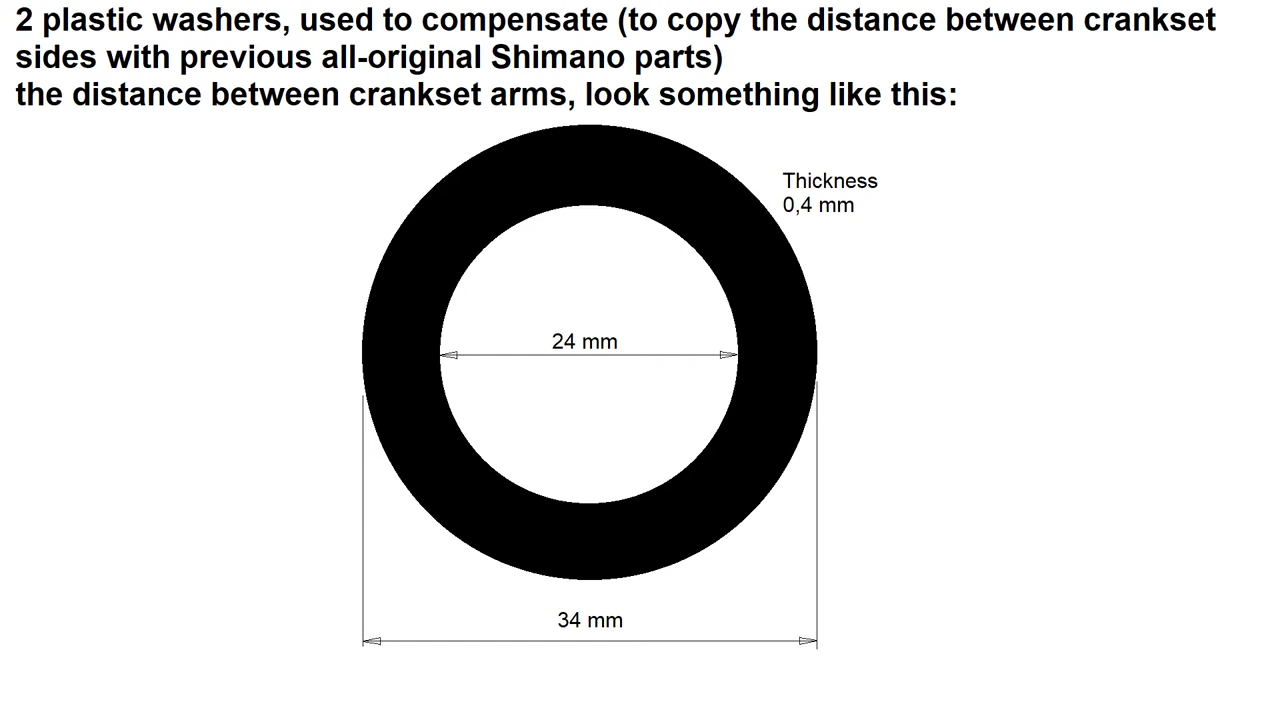 2 plastic washers, used to compensate (to copy the distance between crankset
sides with previous all-original Shimano parts)
the distance between crankset arms, look something like this:
Thickness
0,4 mm
24 mm
34 mm